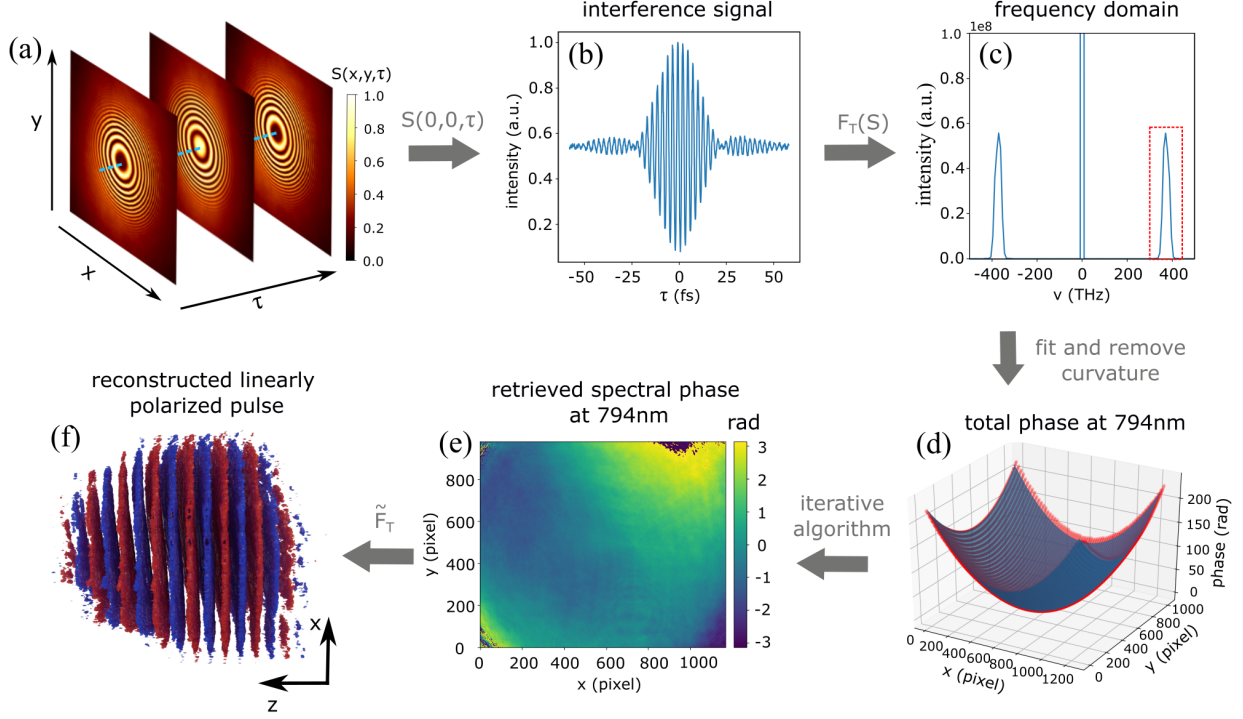 (a)
S(x,y,τ)
1.0
0.8
0.6
0.4
0.2
0.0
y
x
τ
S(0,0,τ)
interference signal
(b)
intensity (a.u.)
1.0
0.8
0.6
0.4
0.2
-50 -25 0 25 50
τ (fs)
F_T(S)
frequency domain
1e8
(c)
intensity (a.u.)
1.0
0.8
0.6
0.4
0.2
0.0
-400 -200 0 200 400
v (THz)
fit and remove
curvature
total phase at 794nm
(d)
phase (rad)
200
150
100
50
0
0 200 400 600 800 1000 1200
x (pixel)
0 200 400 600 800 1000
y (pixel)
iterative
algorithm
retrieved spectral phase
at 794nm
rad
(e)
3
2
1
0
-1
-2
-3
y (pixel)
800
600
400
200
0
0 200 400 600 800 1000
x (pixel)
F̃_T
reconstructed linearly
polarized pulse
(f)
x
z